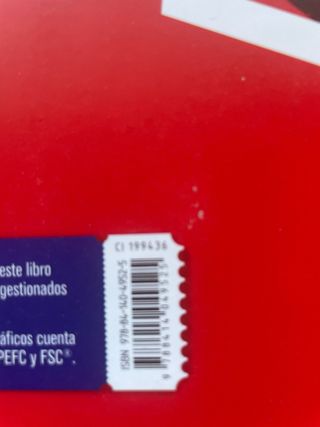 CI 199436
este libro
gestionados
áficos cuenta
PEFC y FSC®.
ISBN 978-84-140-4952-5
9 788414 049525